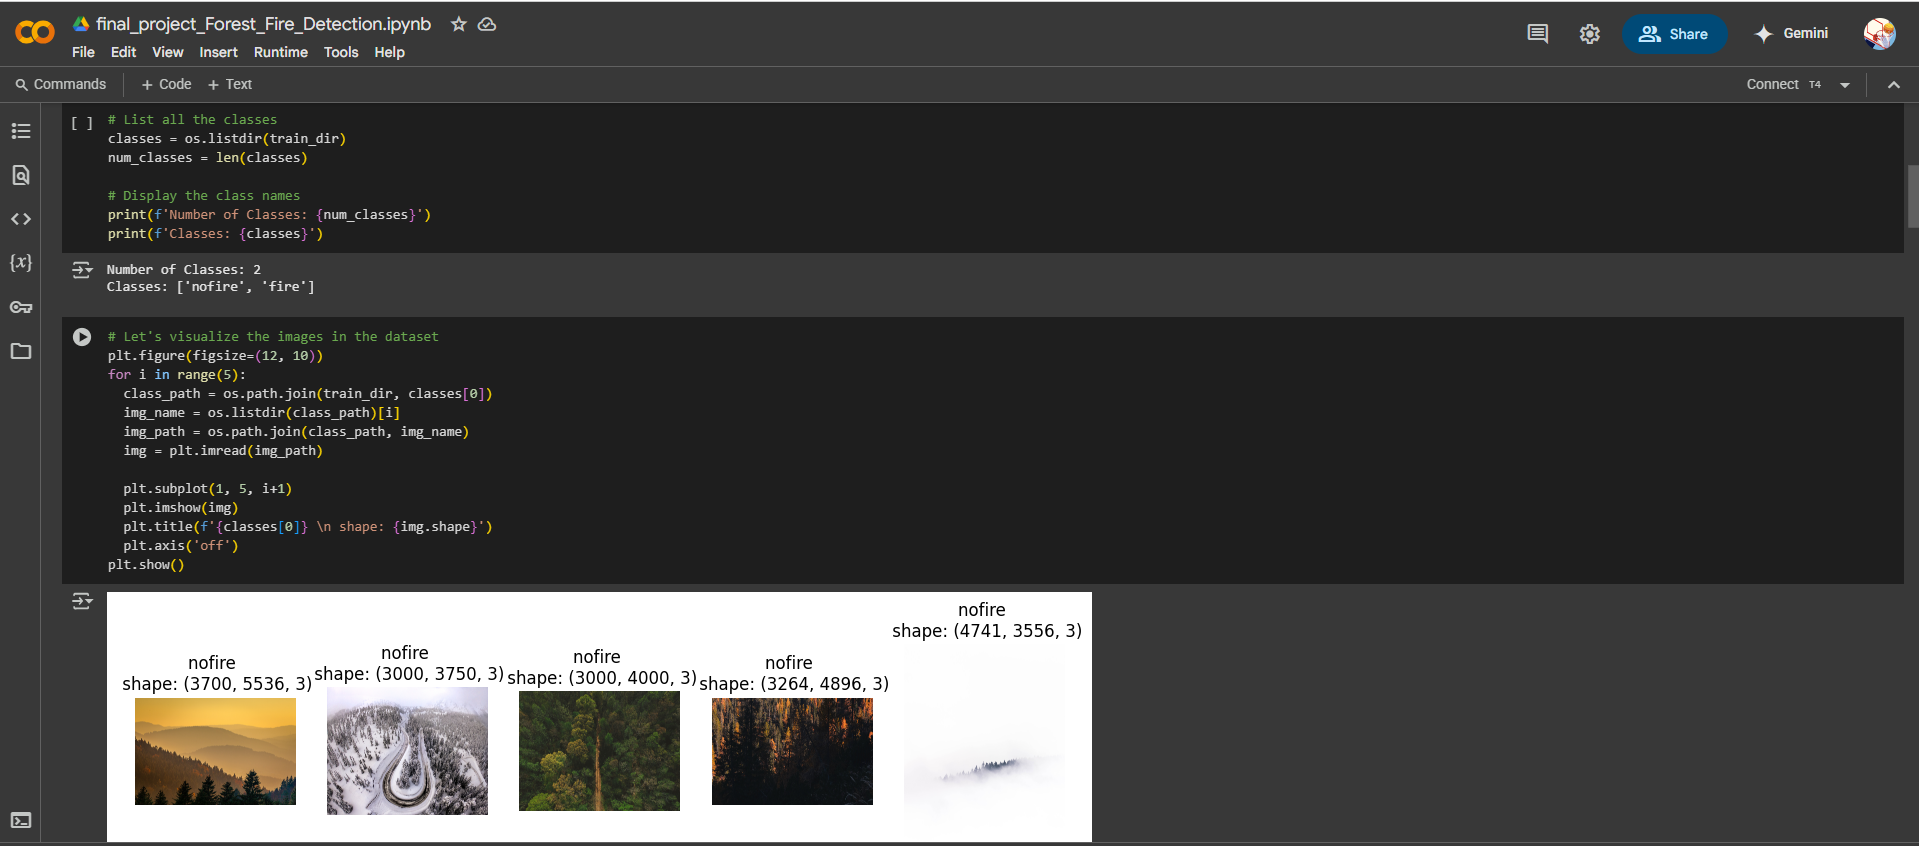 final_project_Forest_Fire_Detection.ipynb
File Edit View Insert Runtime Tools Help
Share
Gemini
Commands + Code + Text
Connect T4
[ ]
# List all the classes
classes = os.listdir(train_dir)
num_classes = len(classes)
# Display the class names
print(f'Number of Classes: {num_classes}')
print(f'Classes: {classes}')
Number of Classes: 2
Classes: ['nofire', 'fire']
# Let's visualize the images in the dataset
plt.figure(figsize=(12, 10))
for i in range(5):
  class_path = os.path.join(train_dir, classes[0])
  img_name = os.listdir(class_path)[i]
  img_path = os.path.join(class_path, img_name)
  img = plt.imread(img_path)
  plt.subplot(1, 5, i+1)
  plt.imshow(img)
  plt.title(f'{classes[0]} \n shape: {img.shape}')
  plt.axis('off')
plt.show()
nofire
shape: (3700, 5536, 3)
nofire
shape: (3000, 3750, 3)
nofire
shape: (3000, 4000, 3)
nofire
shape: (3264, 4896, 3)
nofire
shape: (4741, 3556, 3)